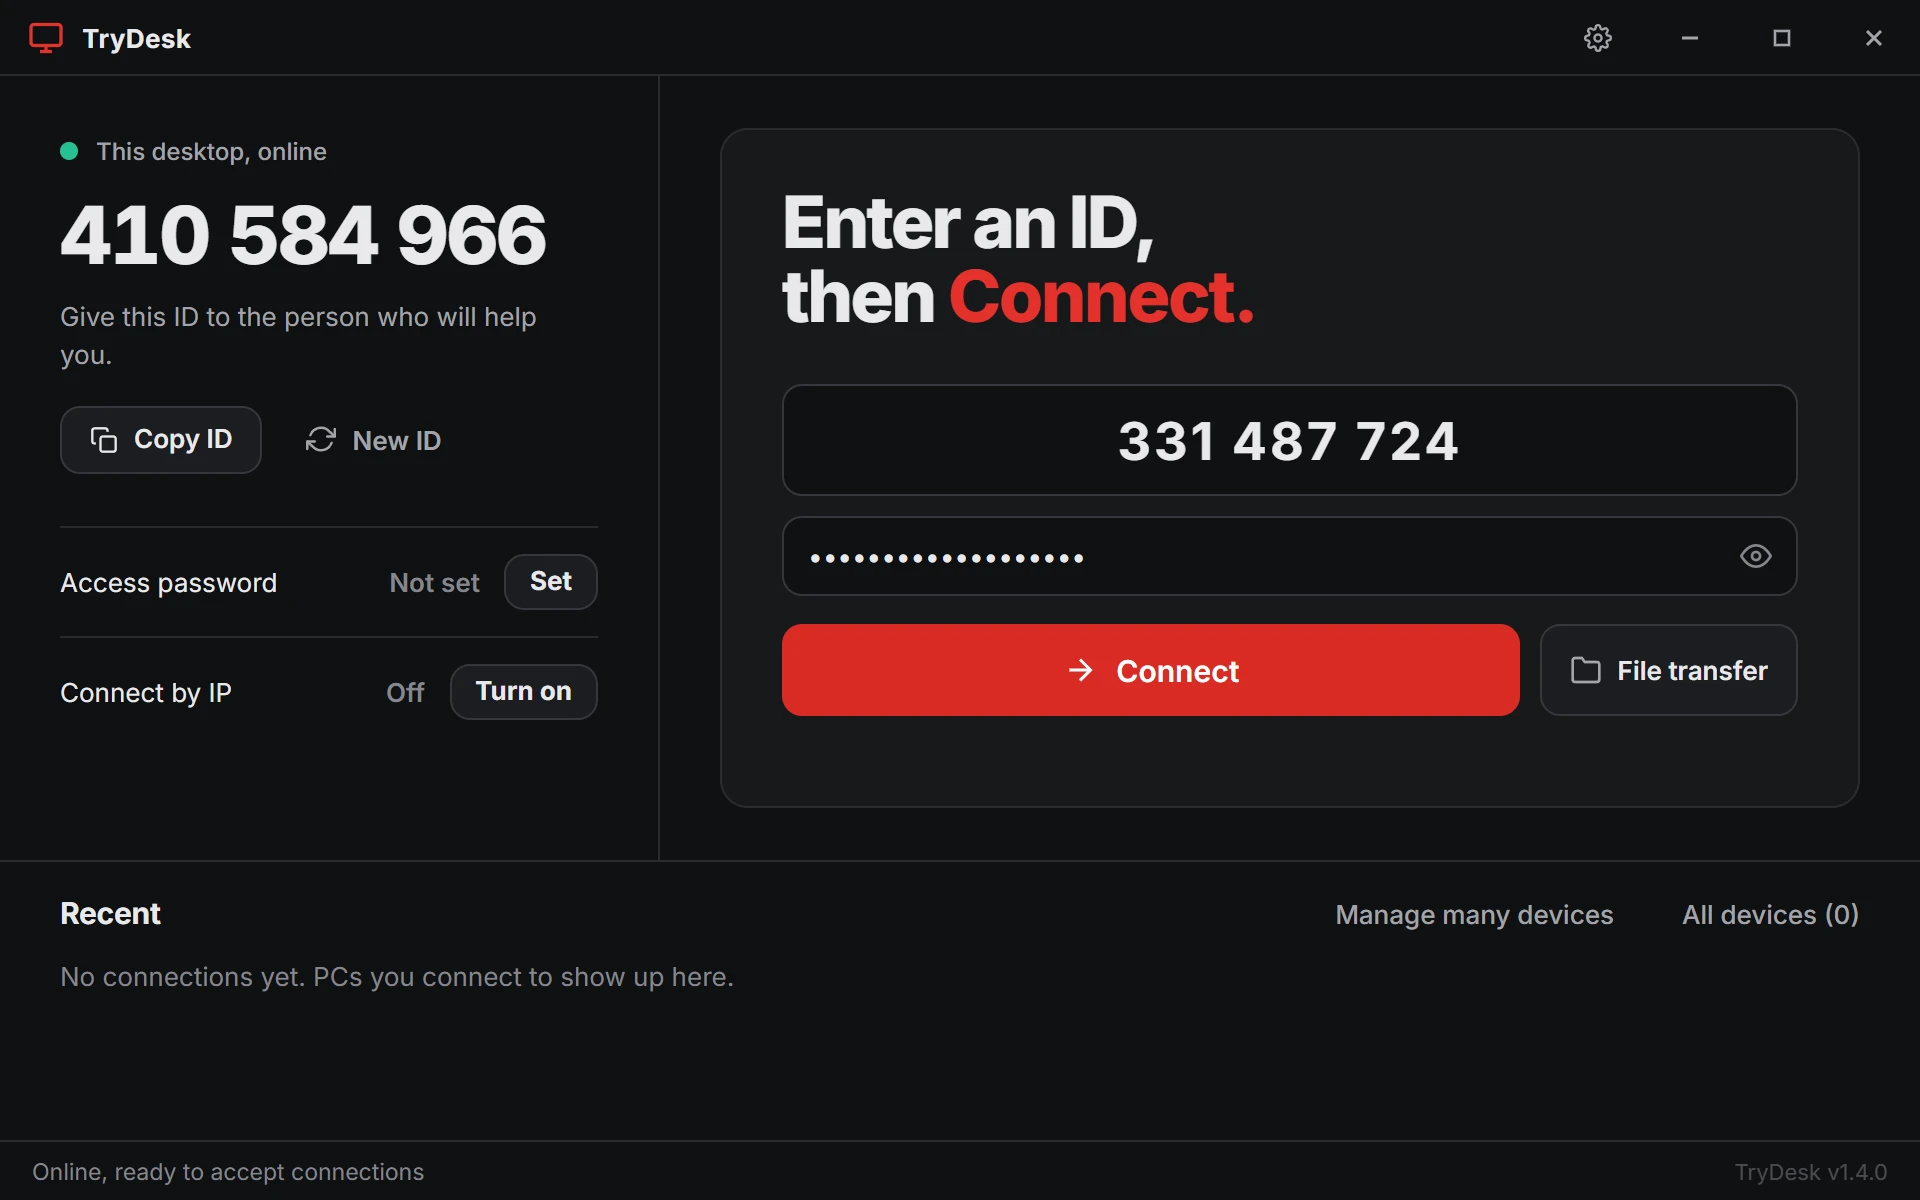 TryDesk
This desktop, online
410 584 966
Give this ID to the person who will help
you.
Copy ID
New ID
Access password
Not set
Set
Connect by IP
Off
Turn on
Enter an ID,
then Connect.
331 487 724
•••••••••••••••••••
Connect
File transfer
Recent
Manage many devices
All devices (0)
No connections yet. PCs you connect to show up here.
Online, ready to accept connections
TryDesk v1.4.0